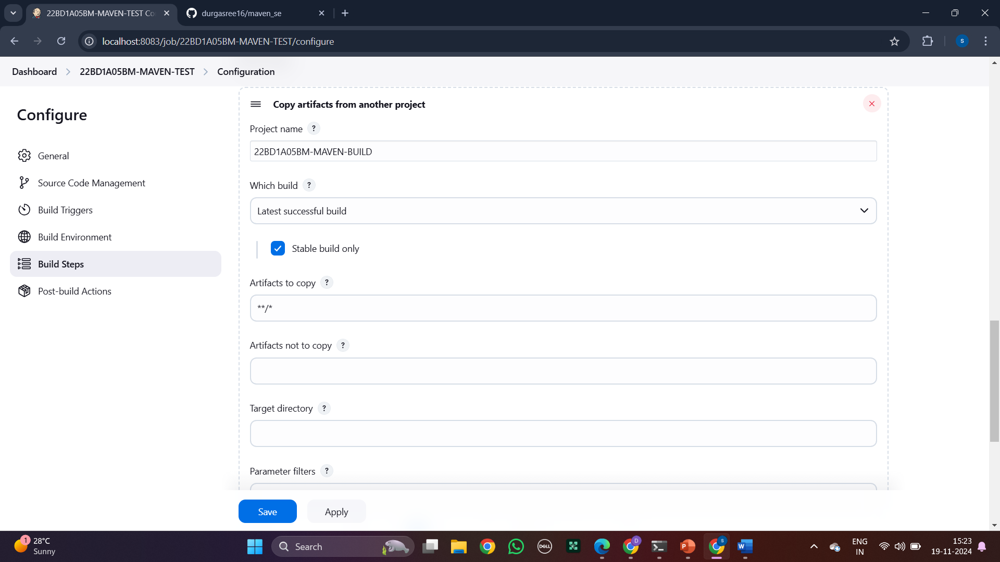 22BD1A05BM-MAVEN-TEST Co
durgasree16/maven_se
localhost:8083/job/22BD1A05BM-MAVEN-TEST/configure
S
Dashboard
22BD1A05BM-MAVEN-TEST
Configuration
Configure
General
Source Code Management
Build Triggers
Build Environment
Build Steps
Post-build Actions
Copy artifacts from another project
Project name ?
22BD1A05BM-MAVEN-BUILD
Which build ?
Latest successful build
Stable build only
Artifacts to copy ?
**/*
Artifacts not to copy ?
Target directory ?
Parameter filters ?
Save
Apply
1
28°C
Sunny
Search
DELL
D
P
S
W
ENG
IN
15:23
19-11-2024